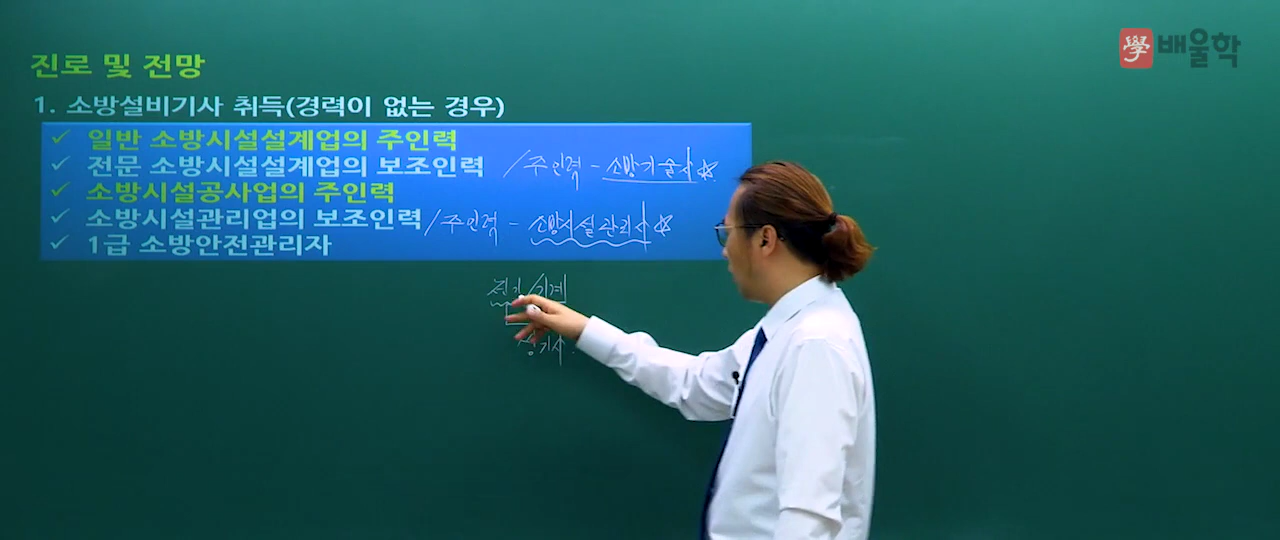 學 배울학
진로 및 전망
1. 소방설비기사 취득(경력이 없는 경우)
✓ 일반 소방시설설계업의 주인력
✓ 전문 소방시설설계업의 보조인력 / 주인력 - 소방기술사 ☆
✓ 소방시설공사업의 주인력
✓ 소방시설관리업의 보조인력 / 주인력 - 소방시설관리사 ☆
✓ 1급 소방안전관리자
전기/기계